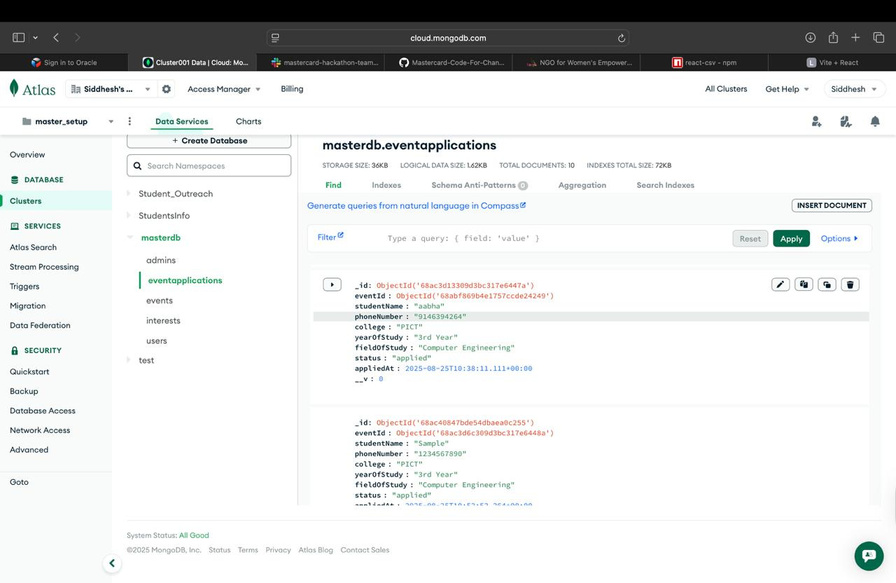 cloud.mongodb.com
Sign in to Oracle
Cluster001 Data | Cloud: Mo...
mastercard-hackathon-team...
Mastercard-Code-For-Chan...
NGO for Women's Empower...
react-csv - npm
L Vite + React
Atlas
Siddhesh's ...
Access Manager
Billing
All Clusters
Get Help
Siddhesh
master_setup
Data Services
Charts
Overview
DATABASE
Clusters
SERVICES
Atlas Search
Stream Processing
Triggers
Migration
Data Federation
SECURITY
Quickstart
Backup
Database Access
Network Access
Advanced
Goto
+ Create Database
Search Namespaces
Student_Outreach
StudentsInfo
masterdb
admins
eventapplications
events
interests
users
test
masterdb.eventapplications
STORAGE SIZE: 36KB LOGICAL DATA SIZE: 1.62KB TOTAL DOCUMENTS: 10 INDEXES TOTAL SIZE: 72KB
Find Indexes Schema Anti-Patterns 0 Aggregation Search Indexes
Generate queries from natural language in Compass
INSERT DOCUMENT
Filter
Type a query: { field: 'value' }
Reset
Apply
Options
_id: ObjectId('68ac3d13309d3bc317e6447a')
eventId : ObjectId('68abf869b4e1757ccde24249')
studentName : "aabha"
phoneNumber : "9146394264"
college : "PICT"
yearOfStudy : "3rd Year"
fieldOfStudy : "Computer Engineering"
status : "applied"
appliedAt : 2025-08-25T10:38:11.111+00:00
__v : 0
_id: ObjectId('68ac40847bde54dbaea0c255')
eventId : ObjectId('68ac3d6c309d3bc317e6448a')
studentName : "Sample"
phoneNumber : "1234567890"
college : "PICT"
yearOfStudy : "3rd Year"
fieldOfStudy : "Computer Engineering"
status : "applied"
System Status: All Good
©2025 MongoDB, Inc. Status Terms Privacy Atlas Blog Contact Sales